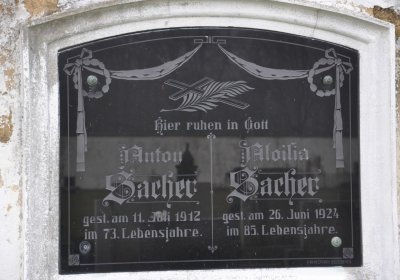 Hier ruhen in Gott
Anton
Sacher
gest. am 11. Juli 1912
im 73. Lebensjahre.
Aloisia
Sacher
gest. am 26. Juni 1924
im 85. Lebensjahre.